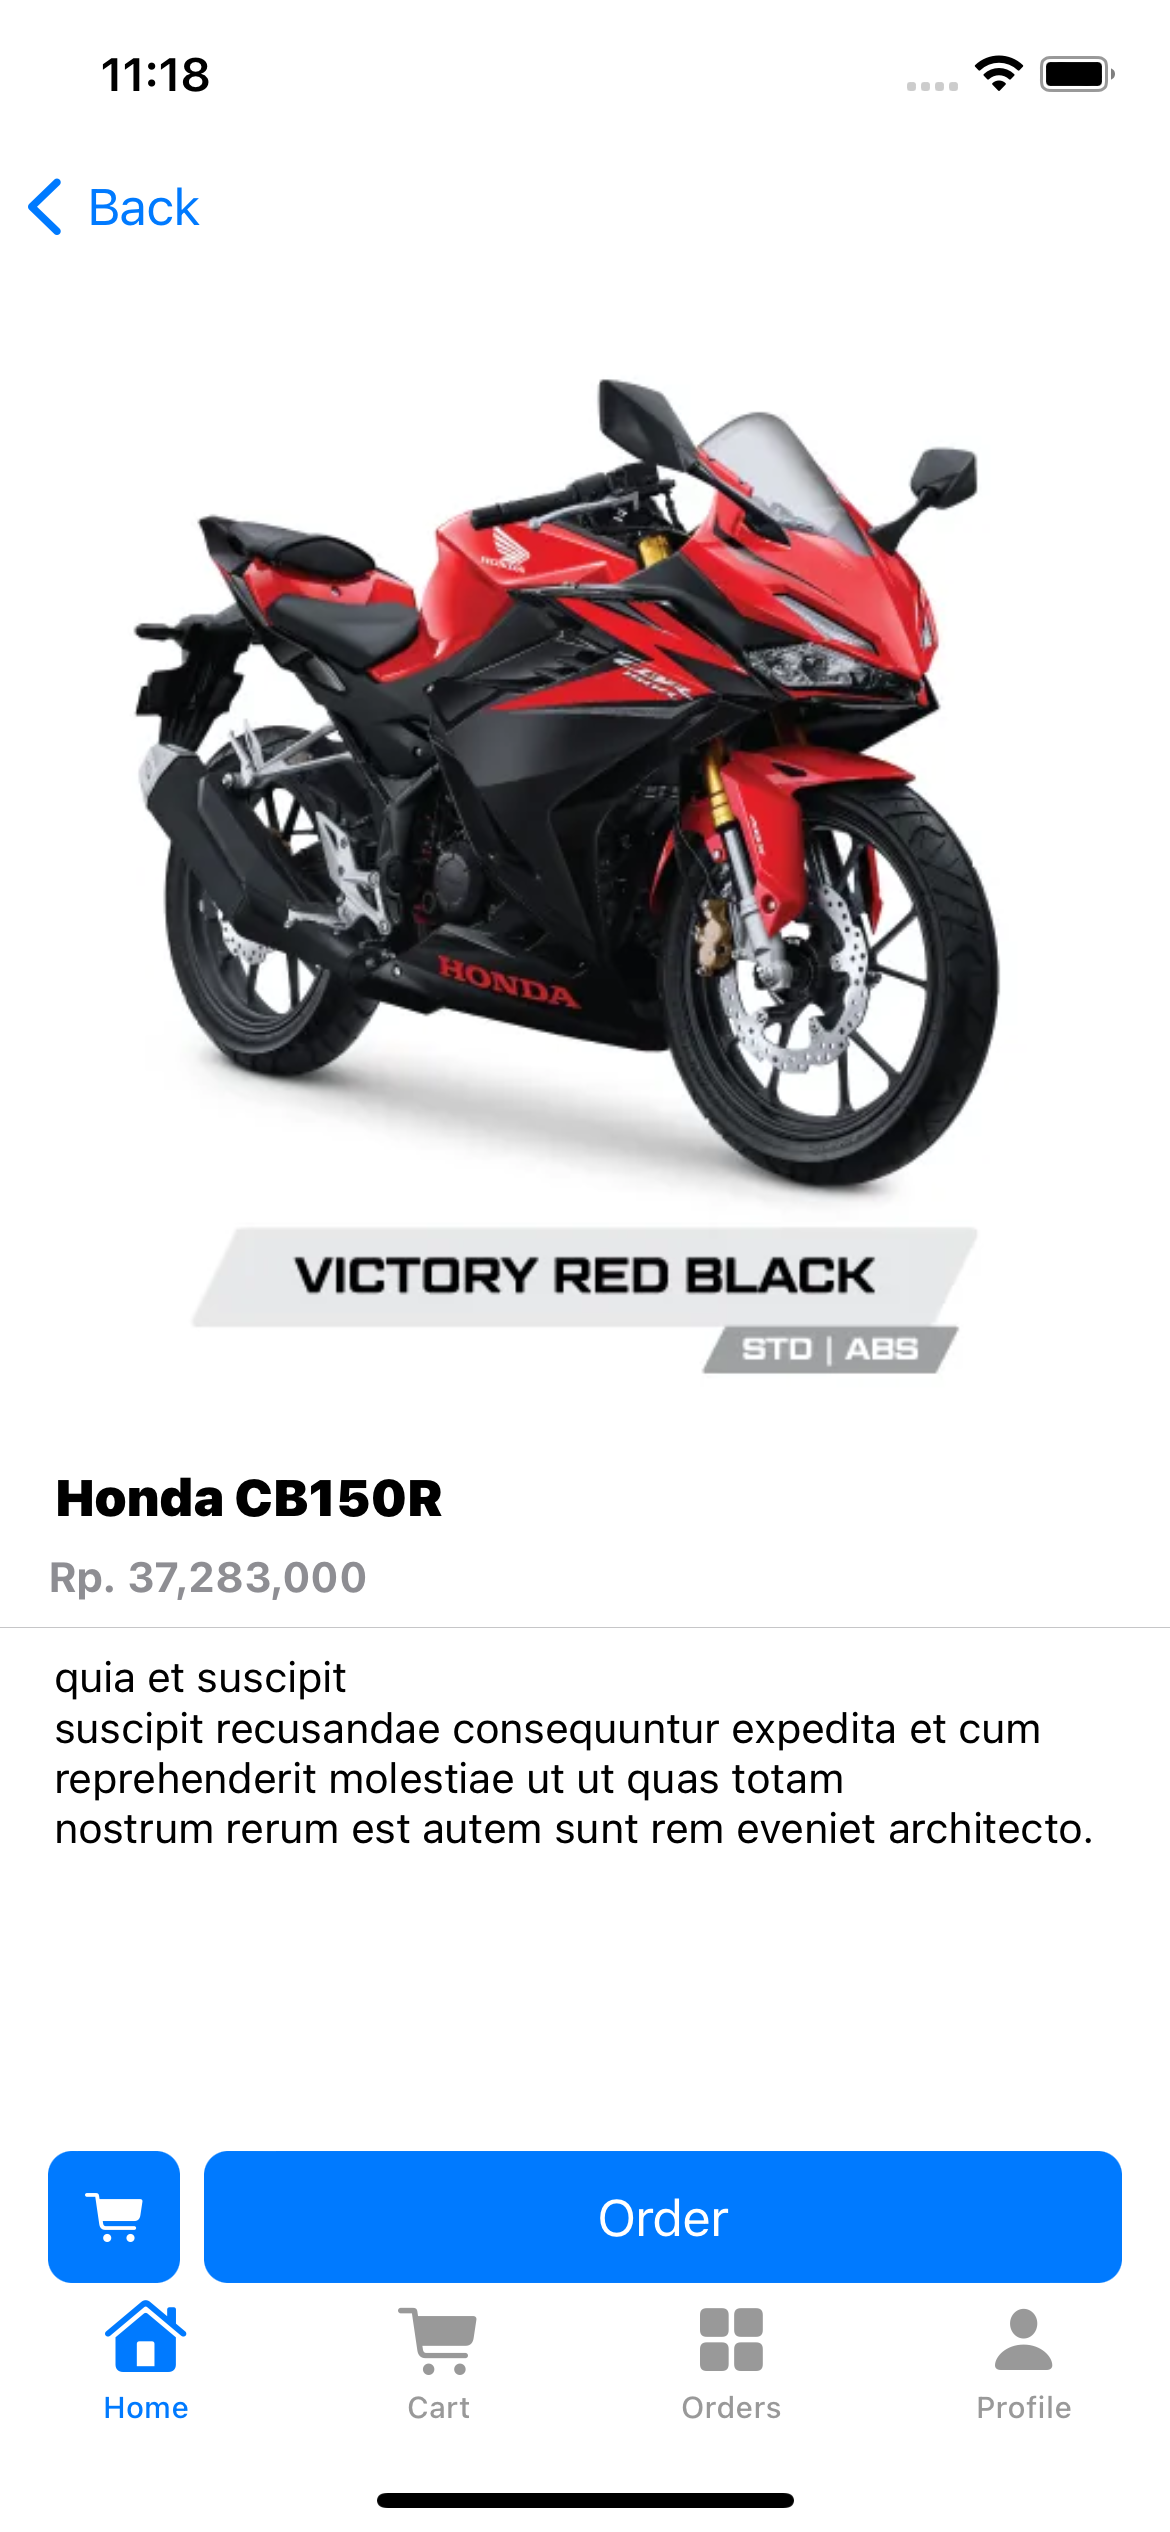 11:18
Back
HONDA
HONDA
VICTORY RED BLACK
STD | ABS
Honda CB150R
Rp. 37,283,000
quia et suscipit
suscipit recusandae consequuntur expedita et cum
reprehenderit molestiae ut ut quas totam
nostrum rerum est autem sunt rem eveniet architecto.
Order
Home
Cart
Orders
Profile